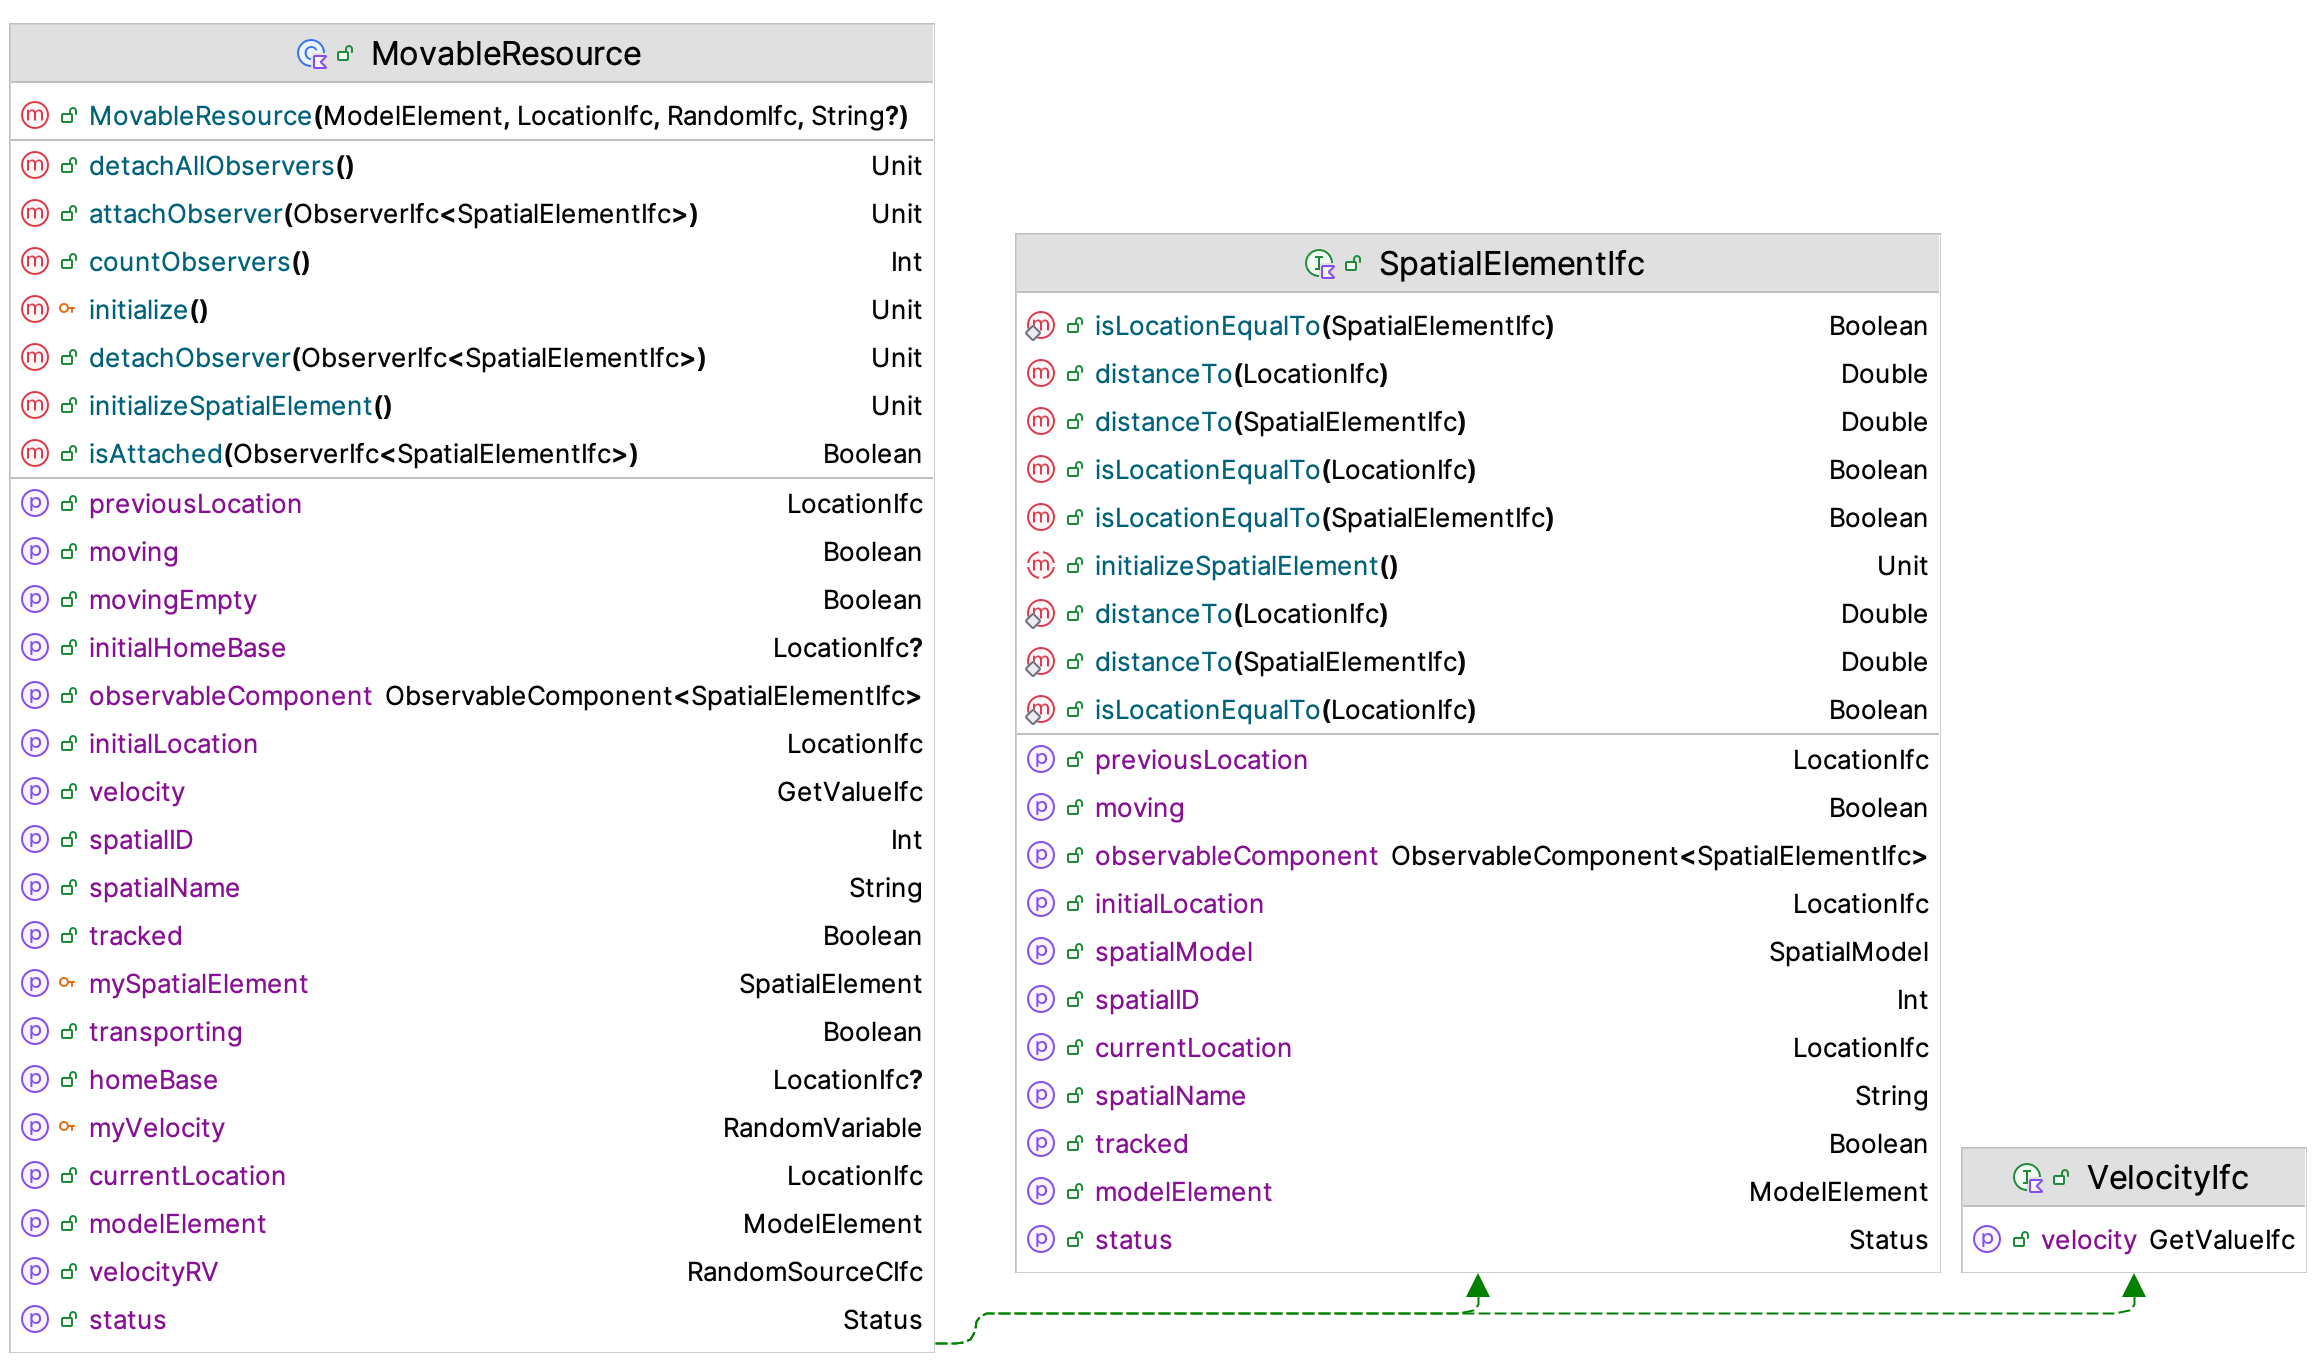 MovableResource
MovableResource(ModelElement, LocationIfc, RandomIfc, String?)
detachAllObservers() Unit
attachObserver(ObserverIfc<SpatialElementIfc>) Unit
countObservers() Int
initialize() Unit
detachObserver(ObserverIfc<SpatialElementIfc>) Unit
initializeSpatialElement() Unit
isAttached(ObserverIfc<SpatialElementIfc>) Boolean
previousLocation LocationIfc
moving Boolean
movingEmpty Boolean
initialHomeBase LocationIfc?
observableComponent ObservableComponent<SpatialElementIfc>
initialLocation LocationIfc
velocity GetValueIfc
spatialID Int
spatialName String
tracked Boolean
mySpatialElement SpatialElement
transporting Boolean
homeBase LocationIfc?
myVelocity RandomVariable
currentLocation LocationIfc
modelElement ModelElement
velocityRV RandomSourceCIfc
status Status
SpatialElementIfc
isLocationEqualTo(SpatialElementIfc) Boolean
distanceTo(LocationIfc) Double
distanceTo(SpatialElementIfc) Double
isLocationEqualTo(LocationIfc) Boolean
isLocationEqualTo(SpatialElementIfc) Boolean
initializeSpatialElement() Unit
distanceTo(LocationIfc) Double
distanceTo(SpatialElementIfc) Double
isLocationEqualTo(LocationIfc) Boolean
previousLocation LocationIfc
moving Boolean
observableComponent ObservableComponent<SpatialElementIfc>
initialLocation LocationIfc
spatialModel SpatialModel
spatialID Int
currentLocation LocationIfc
spatialName String
tracked Boolean
modelElement ModelElement
status Status
VelocityIfc
velocity GetValueIfc